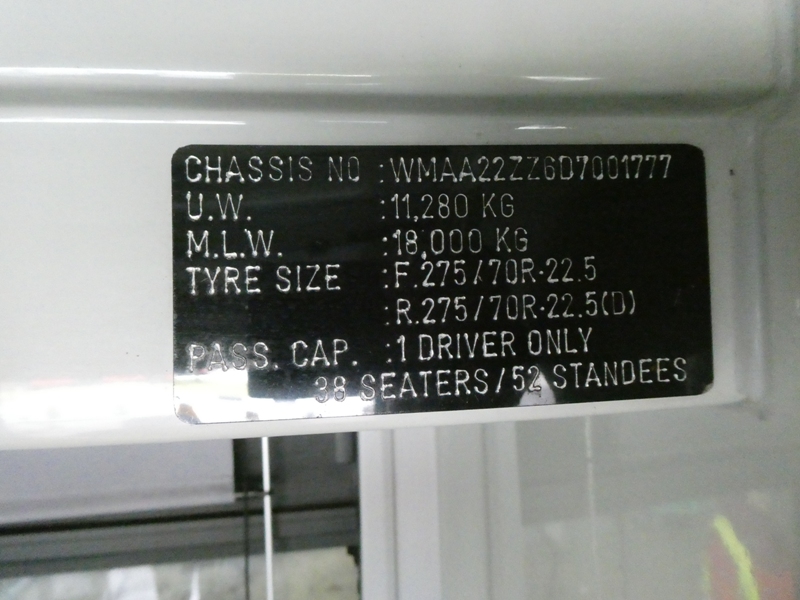 CHASSIS NO :WMAA22ZZ6D7001777
U.W. :11,280 KG
M.L.W. :18,000 KG
TYRE SIZE :F.275/70R·22.5
:R.275/70R·22.5(D)
PASS. CAP. :1 DRIVER ONLY
38 SEATERS/52 STANDEES